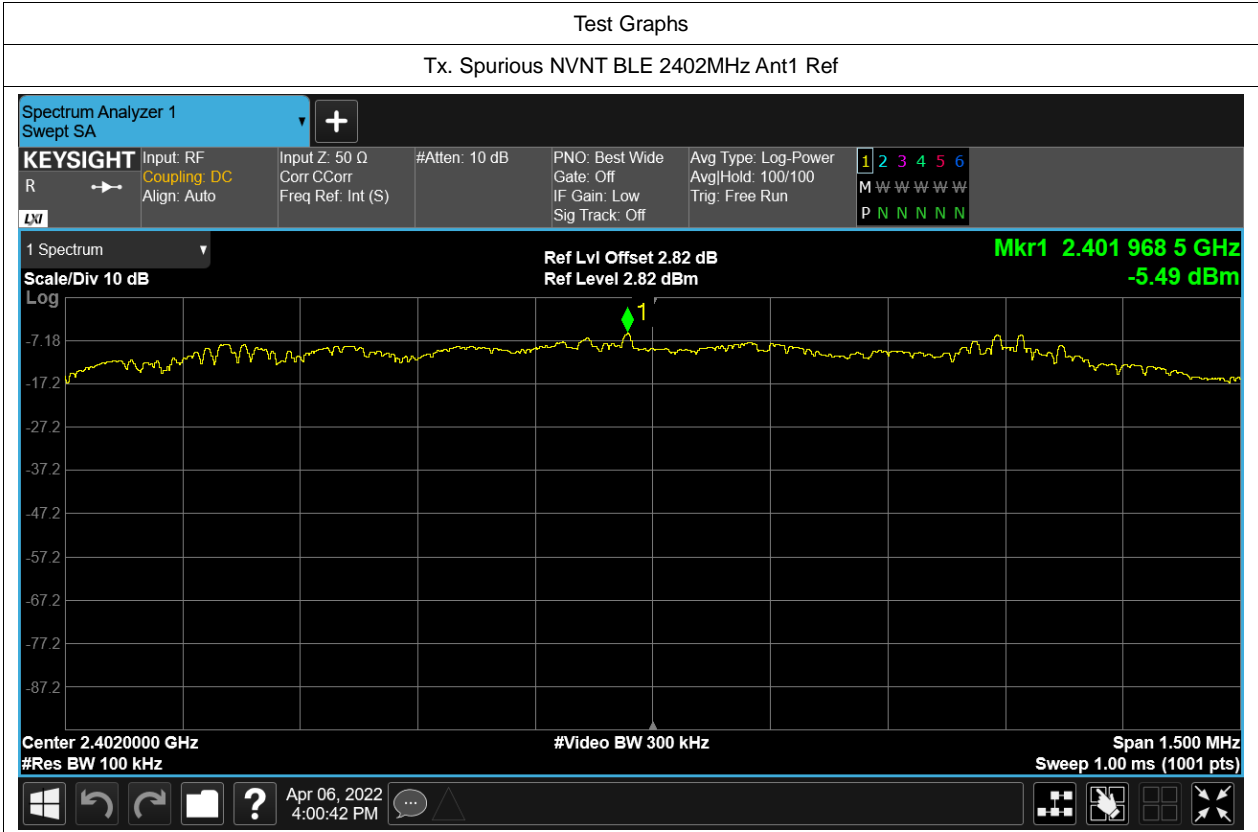 Test Graphs
Tx. Spurious NVNT BLE 2402MHz Ant1 Ref
Spectrum Analyzer 1
Swept SA
+
KEYSIGHT
R
LXI
Input: RF
Coupling: DC
Align: Auto
Input Z: 50 Ω
Corr CCorr
Freq Ref: Int (S)
#Atten: 10 dB
PNO: Best Wide
Gate: Off
IF Gain: Low
Sig Track: Off
Avg Type: Log-Power
Avg|Hold: 100/100
Trig: Free Run
1 2 3 4 5 6
M W W W W W
P N N N N N
1 Spectrum
Scale/Div 10 dB
Ref Lvl Offset 2.82 dB
Ref Level 2.82 dBm
Mkr1 2.401 968 5 GHz
-5.49 dBm
Log
1
-7.18
-17.2
-27.2
-37.2
-47.2
-57.2
-67.2
-77.2
-87.2
Center 2.4020000 GHz
#Video BW 300 kHz
Span 1.500 MHz
#Res BW 100 kHz
Sweep 1.00 ms (1001 pts)
?
Apr 06, 2022
4:00:42 PM